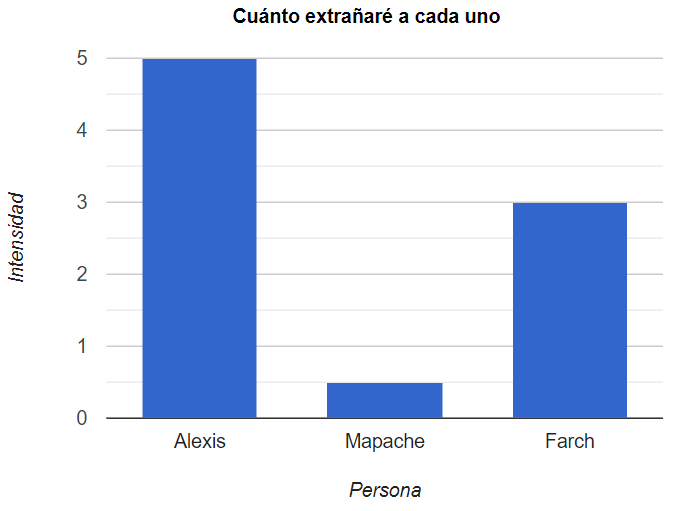 Cuánto extrañaré a cada uno
5
4
3
2
1
0
Intensidad
Alexis Mapache Farch
Persona